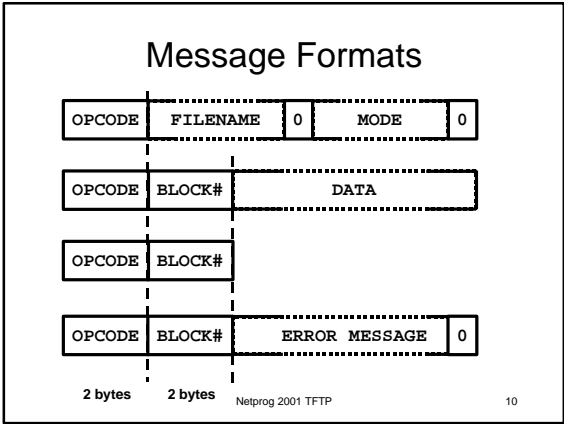 Message Formats
OPCODE FILENAME 0 MODE 0
OPCODE BLOCK# DATA
OPCODE BLOCK#
OPCODE BLOCK# ERROR MESSAGE 0
2 bytes 2 bytes
Netprog 2001 TFTP 10